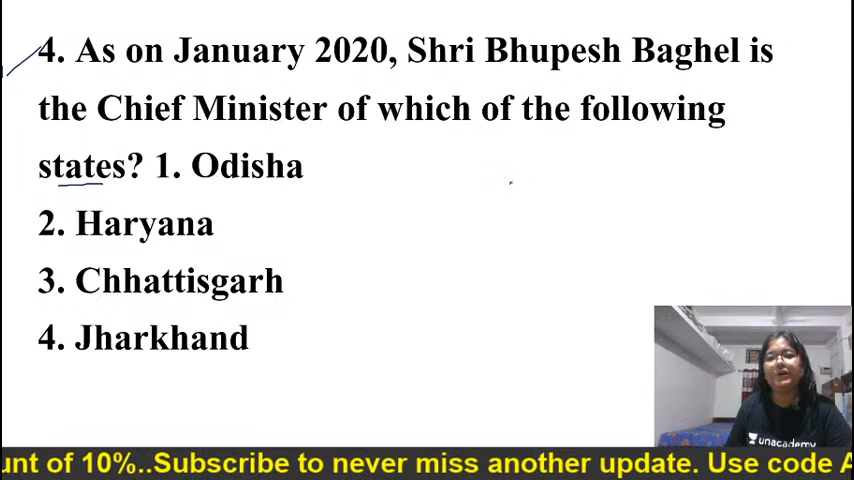 4. As on January 2020, Shri Bhupesh Baghel is
the Chief Minister of which of the following
states? 1. Odisha
2. Haryana
3. Chhattisgarh
4. Jharkhand
unacademy
unt of 10%..Subscribe to never miss another update. Use code A